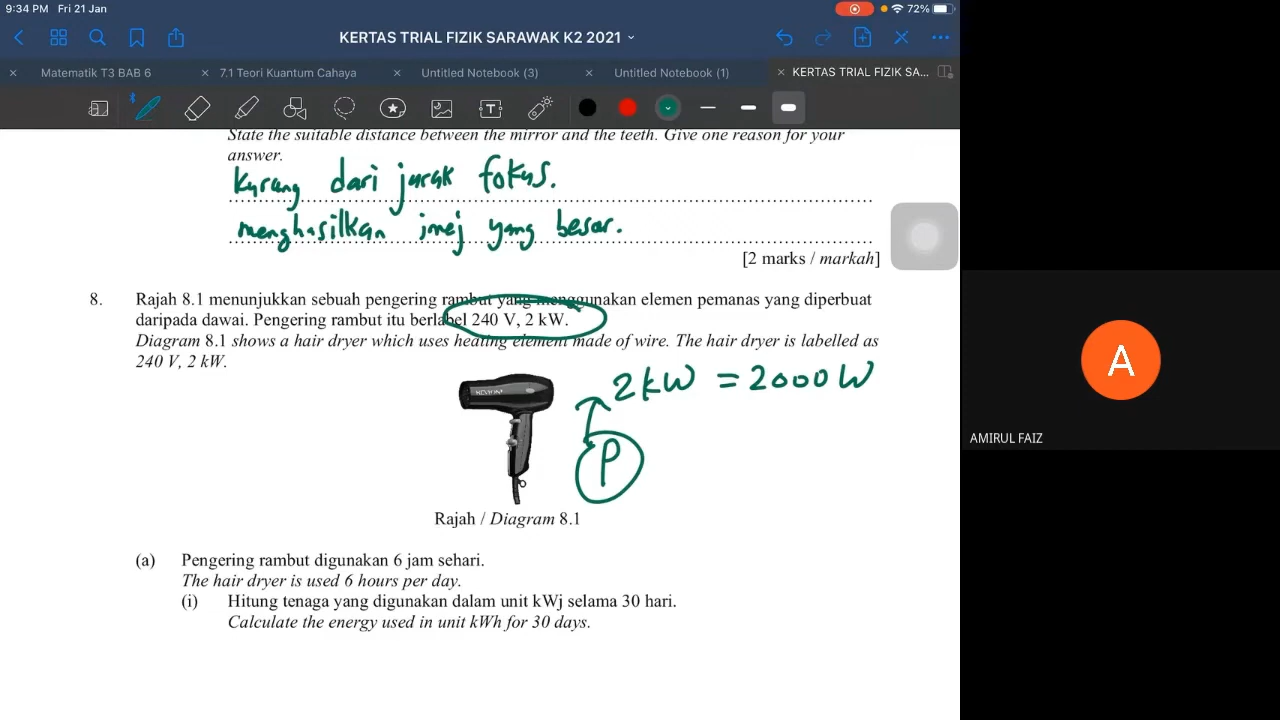 9:34 PM Fri 21 Jan
72%
KERTAS TRIAL FIZIK SARAWAK K2 2021
Matematik T3 BAB 6
7.1 Teori Kuantum Cahaya
Untitled Notebook (3)
Untitled Notebook (1)
KERTAS TRIAL FIZIK SA...
State the suitable distance between the mirror and the teeth. Give one reason for your
answer.
kurang dari jarak fokus.
menghasilkan imej yang besar.
[2 marks / markah]
8. Rajah 8.1 menunjukkan sebuah pengering rambut yang menggunakan elemen pemanas yang diperbuat
daripada dawai. Pengering rambut itu berlabel 240 V, 2 kW.
Diagram 8.1 shows a hair dryer which uses heating element made of wire. The hair dryer is labelled as
240 V, 2 kW.
2kW = 2000W
P
Rajah / Diagram 8.1
(a) Pengering rambut digunakan 6 jam sehari.
The hair dryer is used 6 hours per day.
(i) Hitung tenaga yang digunakan dalam unit kWj selama 30 hari.
Calculate the energy used in unit kWh for 30 days.
A
AMIRUL FAIZ